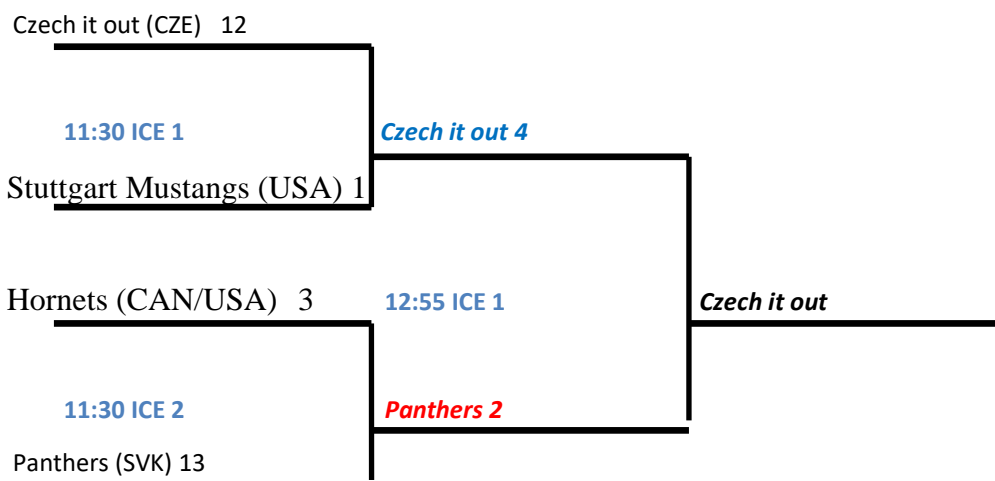 Czech it out (CZE) 12
11:30 ICE 1
Czech it out 4
Stuttgart Mustangs (USA) 1
Hornets (CAN/USA) 3
12:55 ICE 1
Czech it out
11:30 ICE 2
Panthers 2
Panthers (SVK) 13